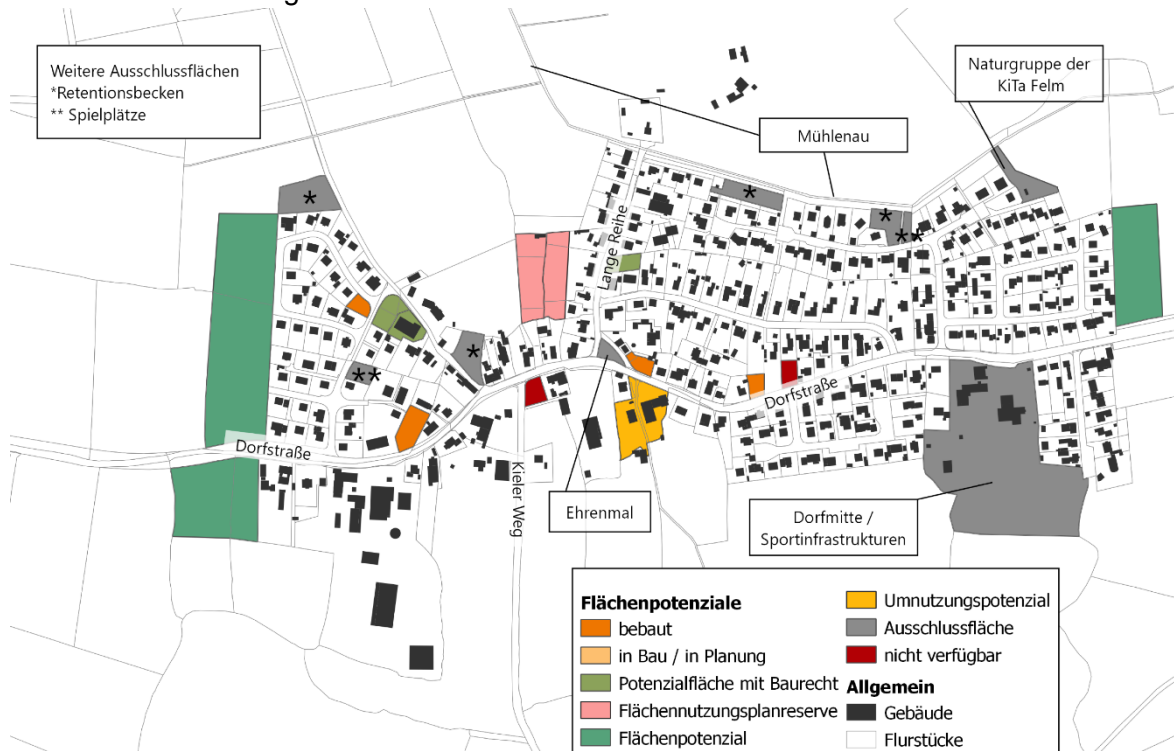 Weitere Ausschlussflächen
*Retentionsbecken
** Spielplätze
Naturgruppe der
KiTa Felm
Mühlenau
*
*
*
**
Lange Reihe
*
**
Dorfstraße
Dorfstraße
Kieler Weg
Ehrenmal
Dorfmitte /
Sportinfrastrukturen
Flächenpotenziale
bebaut
in Bau / in Planung
Potenzialfläche mit Baurecht
Flächennutzungsplanreserve
Flächenpotenzial
Umnutzungspotenzial
Ausschlussfläche
nicht verfügbar
Allgemein
Gebäude
Flurstücke